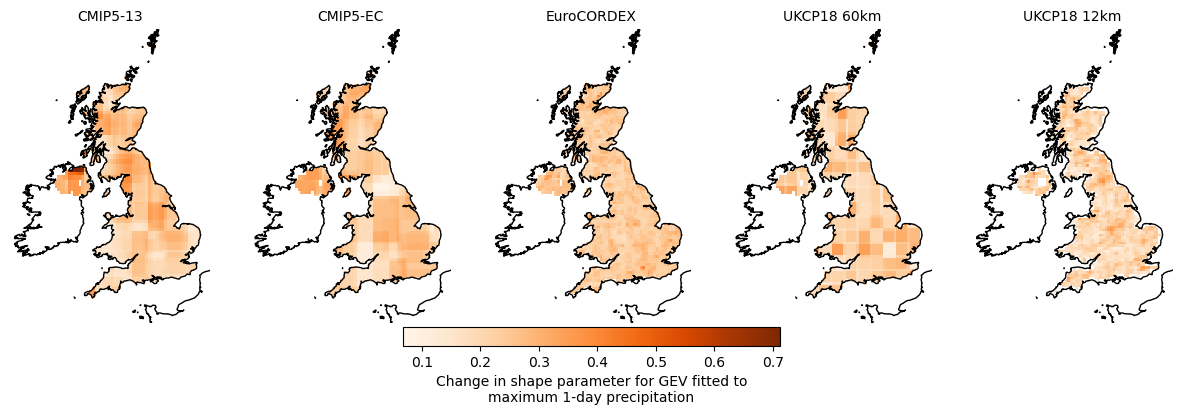 CMIP5-13
CMIP5-EC
EuroCORDEX
UKCP18 60km
UKCP18 12km
0.1 0.2 0.3 0.4 0.5 0.6 0.7
Change in shape parameter for GEV fitted to
maximum 1-day precipitation